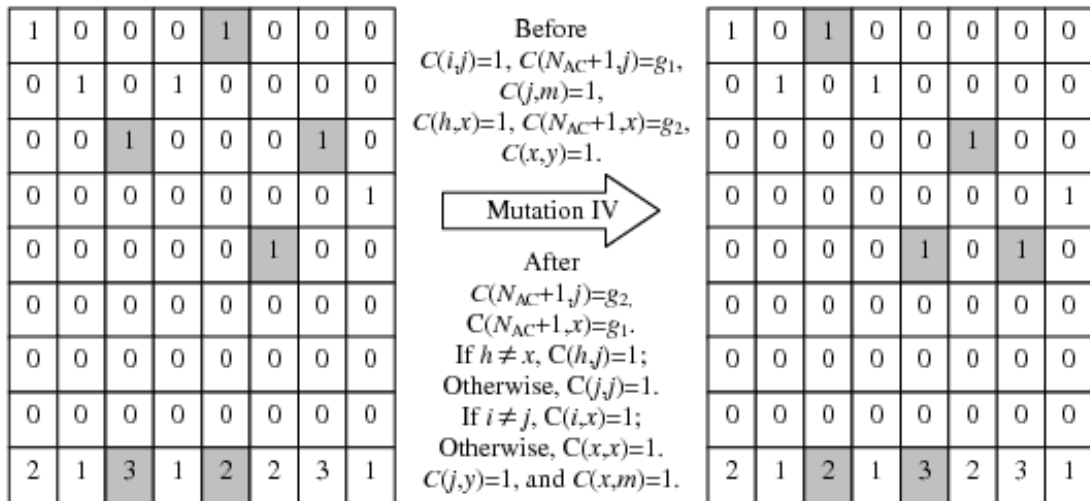 1 0 0 0 1 0 0 0
0 1 0 1 0 0 0 0
0 0 1 0 0 0 1 0
0 0 0 0 0 0 0 1
0 0 0 0 0 1 0 0
0 0 0 0 0 0 0 0
0 0 0 0 0 0 0 0
0 0 0 0 0 0 0 0
2 1 3 1 2 2 3 1
Before
C(i,j)=1, C(N_AC+1,j)=g₁,
C(j,m)=1,
C(h,x)=1, C(N_AC+1,x)=g₂,
C(x,y)=1.
Mutation IV
After
C(N_AC+1,j)=g₂,
C(N_AC+1,x)=g₁.
If h ≠ x, C(h,j)=1;
Otherwise, C(j,j)=1.
If i ≠ j, C(i,x)=1;
Otherwise, C(x,x)=1.
C(j,y)=1, and C(x,m)=1.
1 0 1 0 0 0 0 0
0 1 0 1 0 0 0 0
0 0 0 0 0 1 0 0
0 0 0 0 0 0 0 1
0 0 0 0 1 0 1 0
0 0 0 0 0 0 0 0
0 0 0 0 0 0 0 0
0 0 0 0 0 0 0 0
2 1 2 1 3 2 3 1